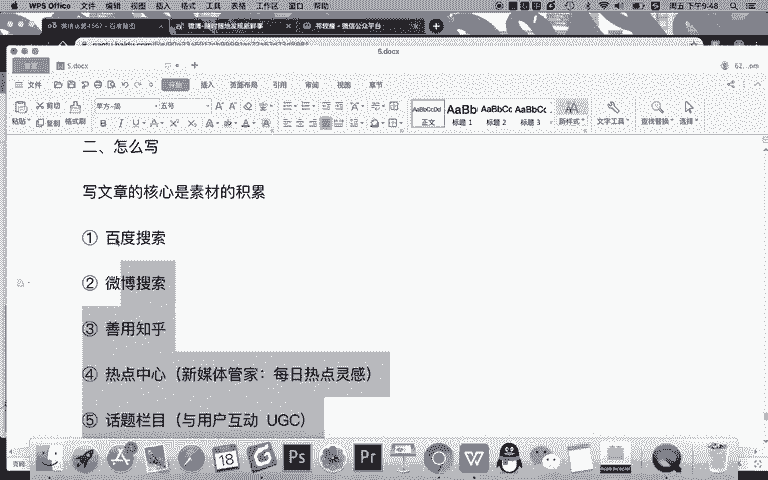 WPS Office 文件 编辑 视图 插入 格式 工具 表格 工作区 窗口 帮助 周五下午9:48
5.docx
5.docx
文件 开始 插入 页面布局 引用 审阅 视图 章节
粘贴 剪切 复制 格式刷 五号 AaBbCcDd 正文 AaBb 标题 1 AaBbCc 标题 2 AaBbCc 标题 3 新样式 文字工具 查找替换 选择
二、怎么写
写文章的核心是素材的积累
① 百度搜索
② 微博搜索
③ 善用知乎
④ 热点中心（新媒体管家：每日热点灵感）
⑤ 话题栏目（与用户互动 UGC）
18 Ps Pr